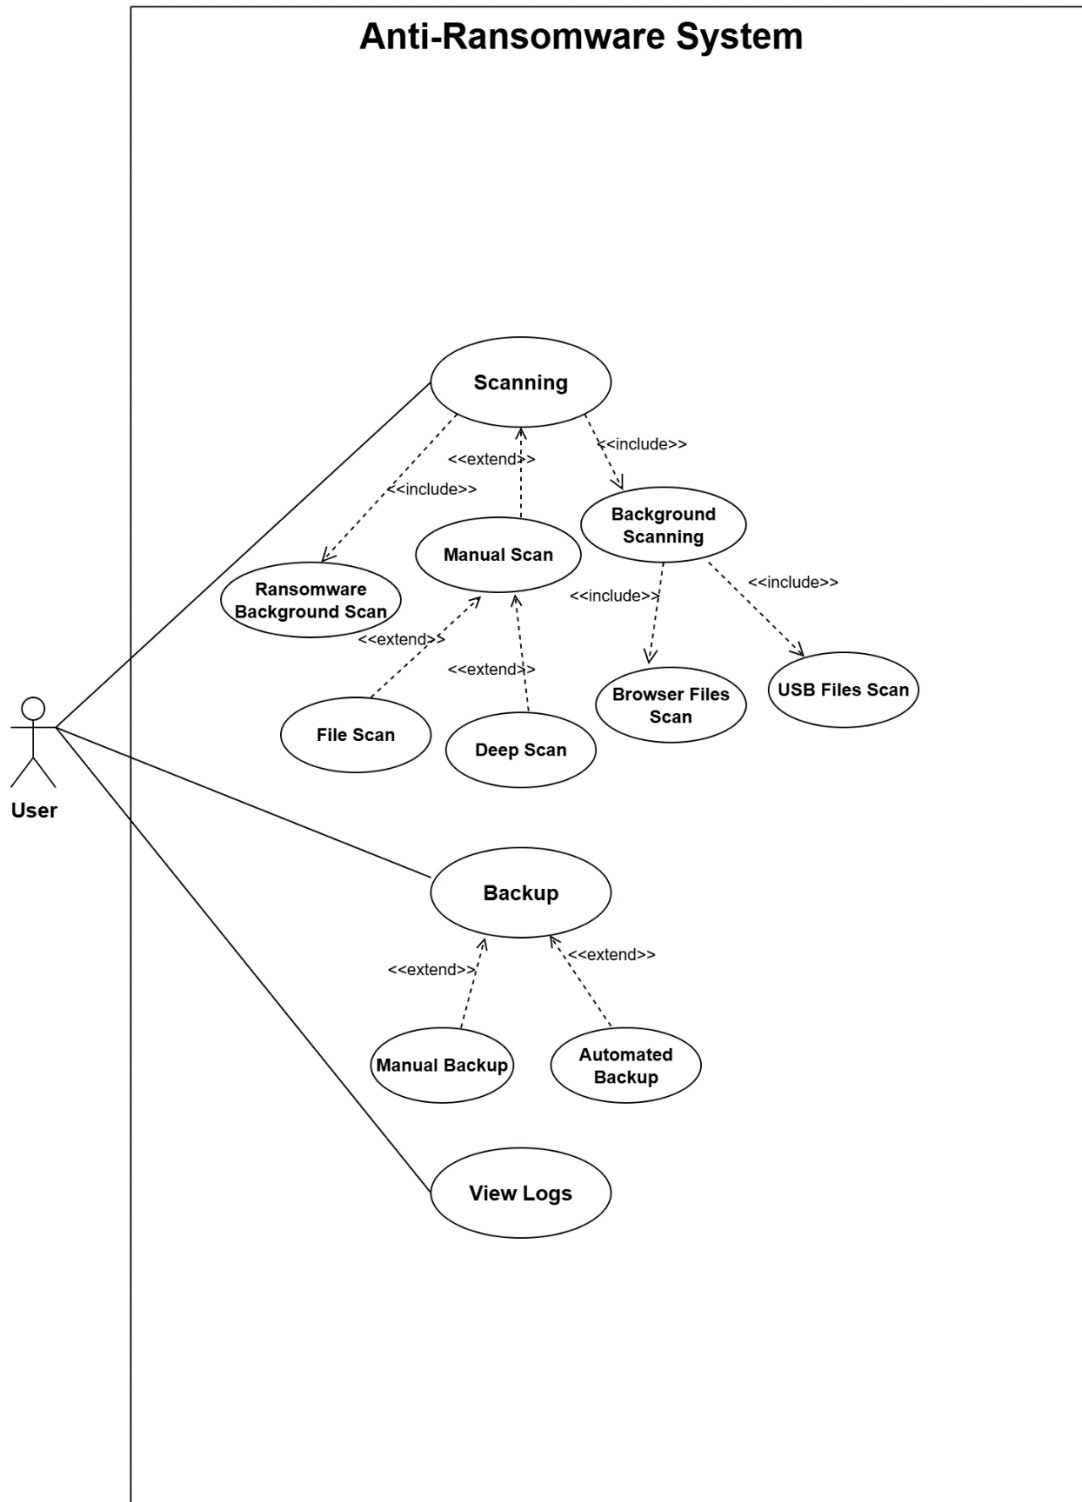 Anti-Ransomware System
Scanning
<<include>>
<<extend>>
<<include>>
Background
Scanning
Manual Scan
Ransomware
Background Scan
<<include>>
<<include>>
<<extend>>
<<extend>>
Browser Files
Scan
USB Files Scan
File Scan
Deep Scan
User
Backup
<<extend>>
<<extend>>
Manual Backup
Automated
Backup
View Logs